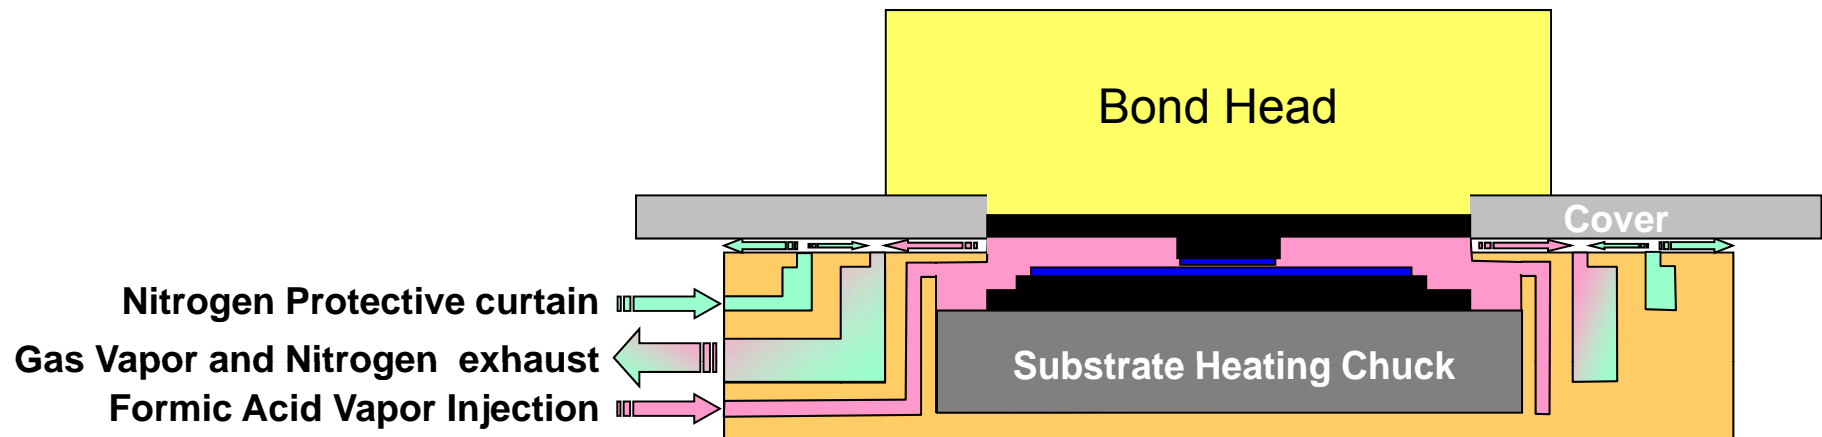 Bond Head
Cover
Nitrogen Protective curtain
Gas Vapor and Nitrogen exhaust
Substrate Heating Chuck
Formic Acid Vapor Injection